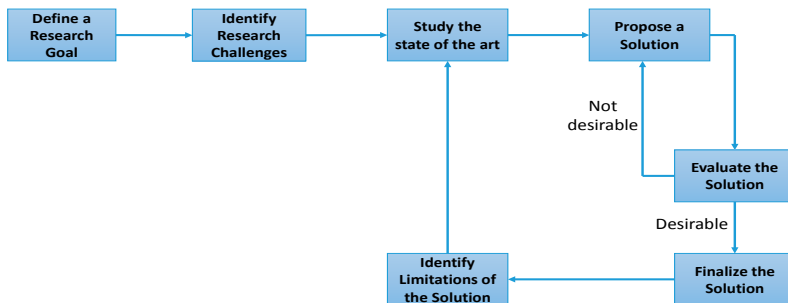 Define a
Research
Goal
Identify
Research
Challenges
Study the
state of the art
Propose a
Solution
Not
desirable
Evaluate the
Solution
Desirable
Identify
Limitations of
the Solution
Finalize the
Solution